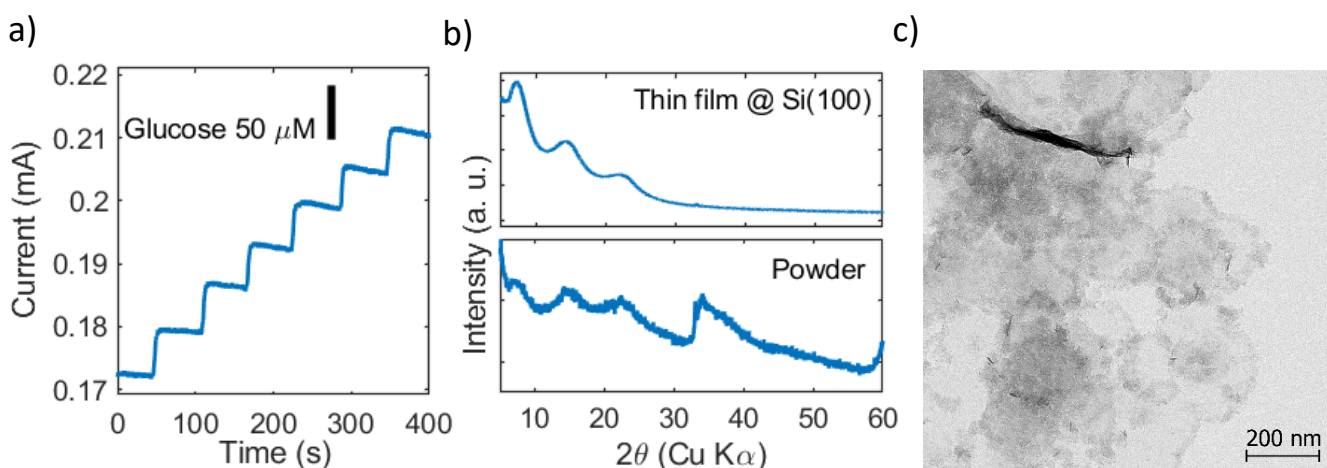 a)
0.22
0.21
0.2
0.19
0.18
0.17
Current (mA)
Glucose 50 μM
0 100 200 300 400
Time (s)
b)
Intensity (a. u.)
Thin film @ Si(100)
Powder
10 20 30 40 50 60
2θ (Cu Kα)
c)
200 nm